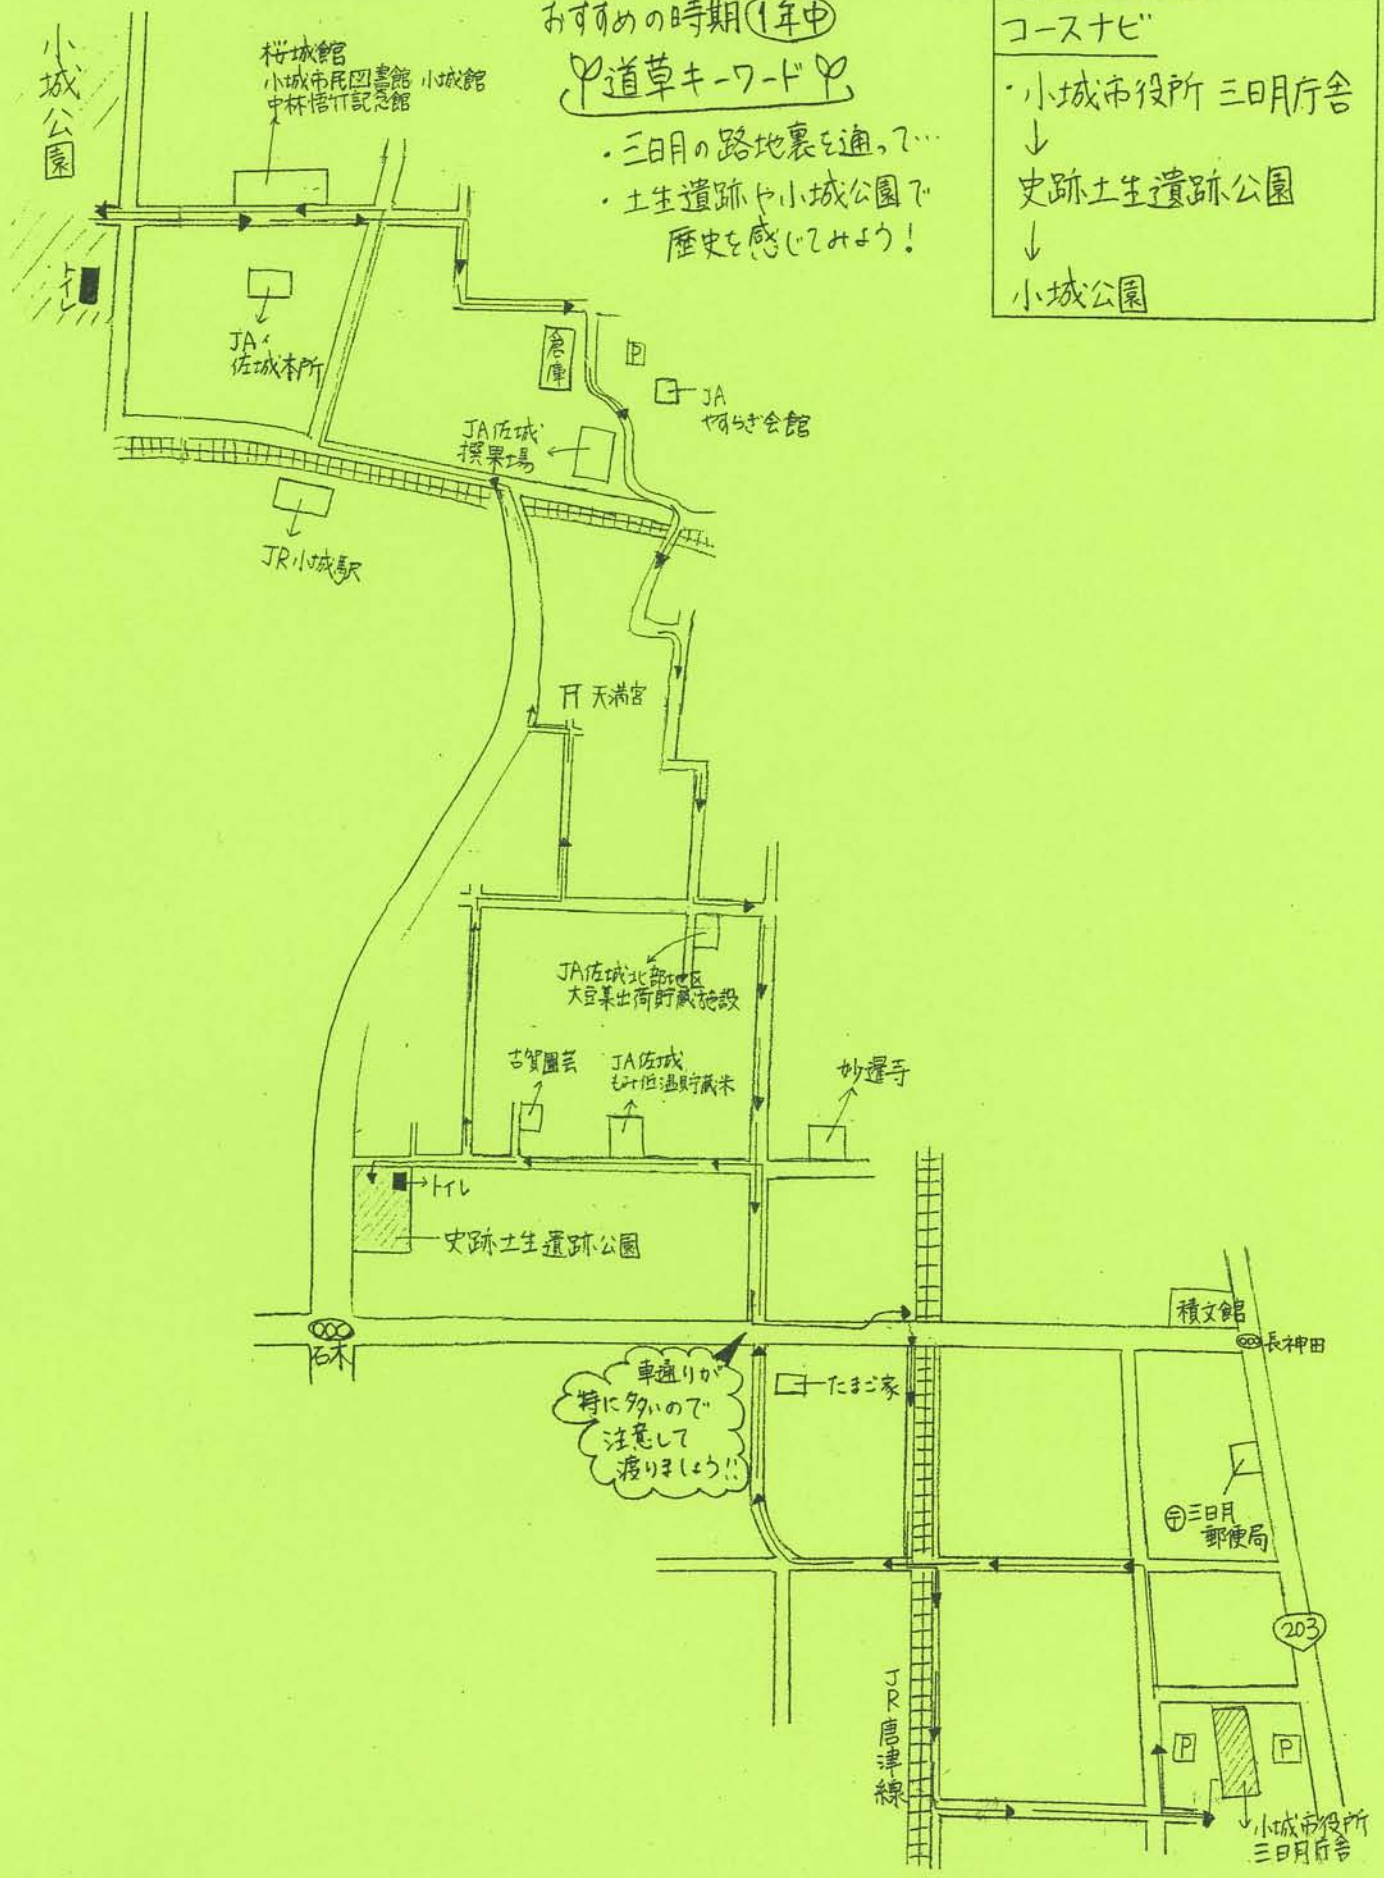 おすすめの時期 1年中
道草キーワード
・三日月の路地裏を通って…
・土生遺跡や小城公園で
歴史を感じてみよう！
コースナビ
・小城市役所 三日月庁舎
↓
史跡土生遺跡公園
↓
小城公園
小城公園
桜城館
小城市民図書館 小城館
中林悟竹記念館
トイレ
JA
佐城本所
倉庫
P
JA
やすらぎ会館
JA佐城
撰果場
JR小城駅
天満宮
JA佐城北部地区
大豆集出荷貯蔵施設
古賀園芸
JA佐城
もみ低温貯蔵米
妙遷寺
トイレ
史跡土生遺跡公園
積文館
石木
長神田
車通りが
特に多いので
注意して
渡りましょう!!
たまご家
〒三日月
郵便局
203
JR唐津線
P
P
小城市役所
三日月庁舎